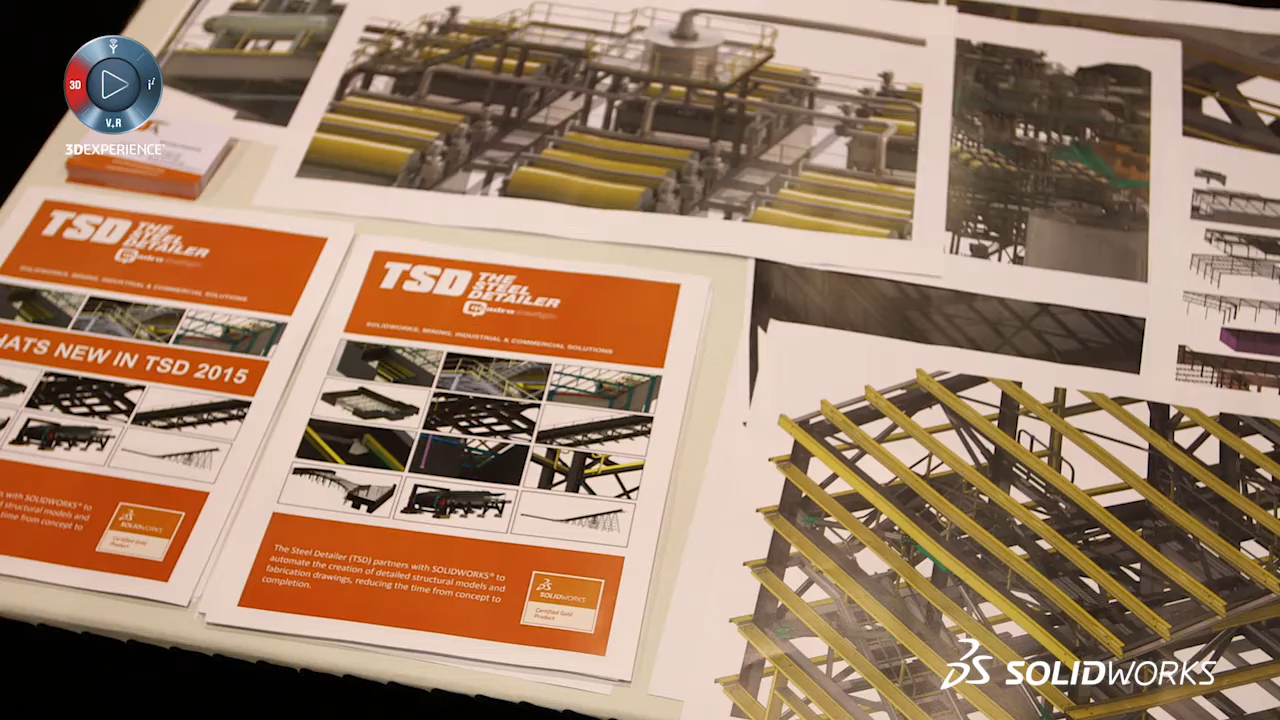 3D
V,R
3DEXPERIENCE
TSD THE
STEEL
DETAILER
SOLIDWORKS, MINING, INDUSTRIAL & COMMERCIAL SOLUTIONS
HATS NEW IN TSD 2015
s with SOLIDWORKS® to
d structural models and
time from concept to
SOLIDWORKS
Certified Gold
Product
TSD THE
STEEL
DETAILER
SOLIDWORKS, MINING, INDUSTRIAL & COMMERCIAL SOLUTIONS
The Steel Detailer (TSD) partners with SOLIDWORKS® to
automate the creation of detailed structural models and
fabrication drawings, reducing the time from concept to
completion.
SOLIDWORKS
Certified Gold
Product
SOLIDWORKS